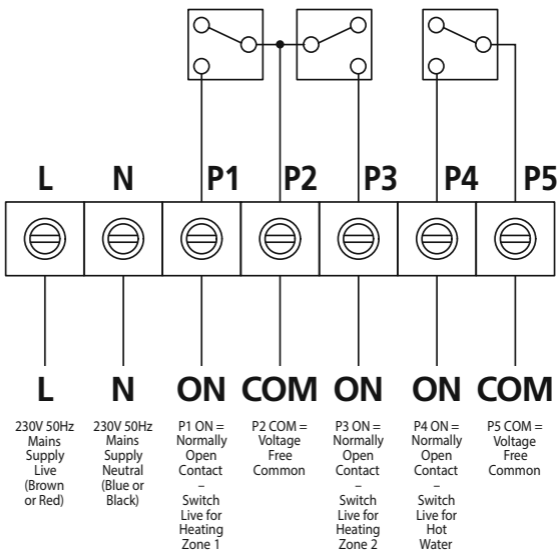 L N P1 P2 P3 P4 P5
L N ON COM ON ON COM
230V 50Hz
Mains
Supply
Live
(Brown
or Red)
230V 50Hz
Mains
Supply
Neutral
(Blue or
Black)
P1 ON =
Normally
Open
Contact
–
Switch
Live for
Heating
Zone 1
P2 COM =
Voltage
Free
Common
P3 ON =
Normally
Open
Contact
–
Switch
Live for
Heating
Zone 2
P4 ON =
Normally
Open
Contact
–
Switch
Live for
Hot
Water
P5 COM =
Voltage
Free
Common